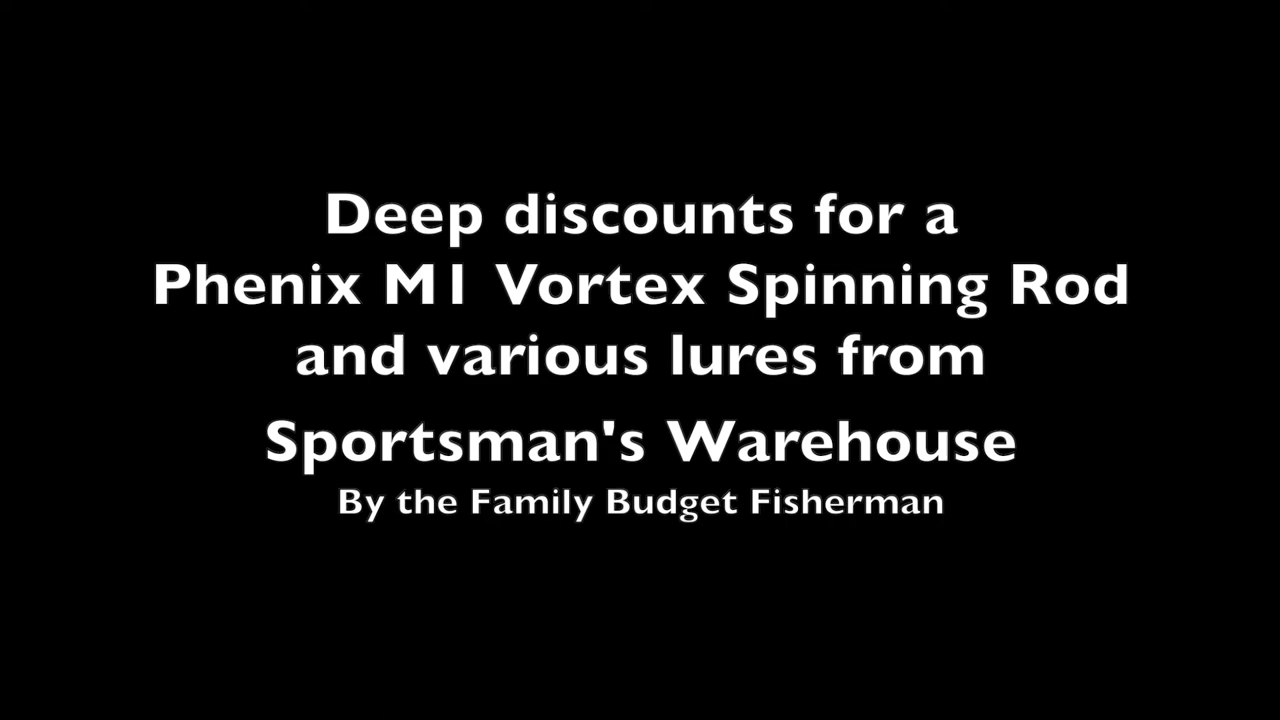 Deep discounts for a
Phenix M1 Vortex Spinning Rod
and various lures from
Sportsman's Warehouse
By the Family Budget Fisherman